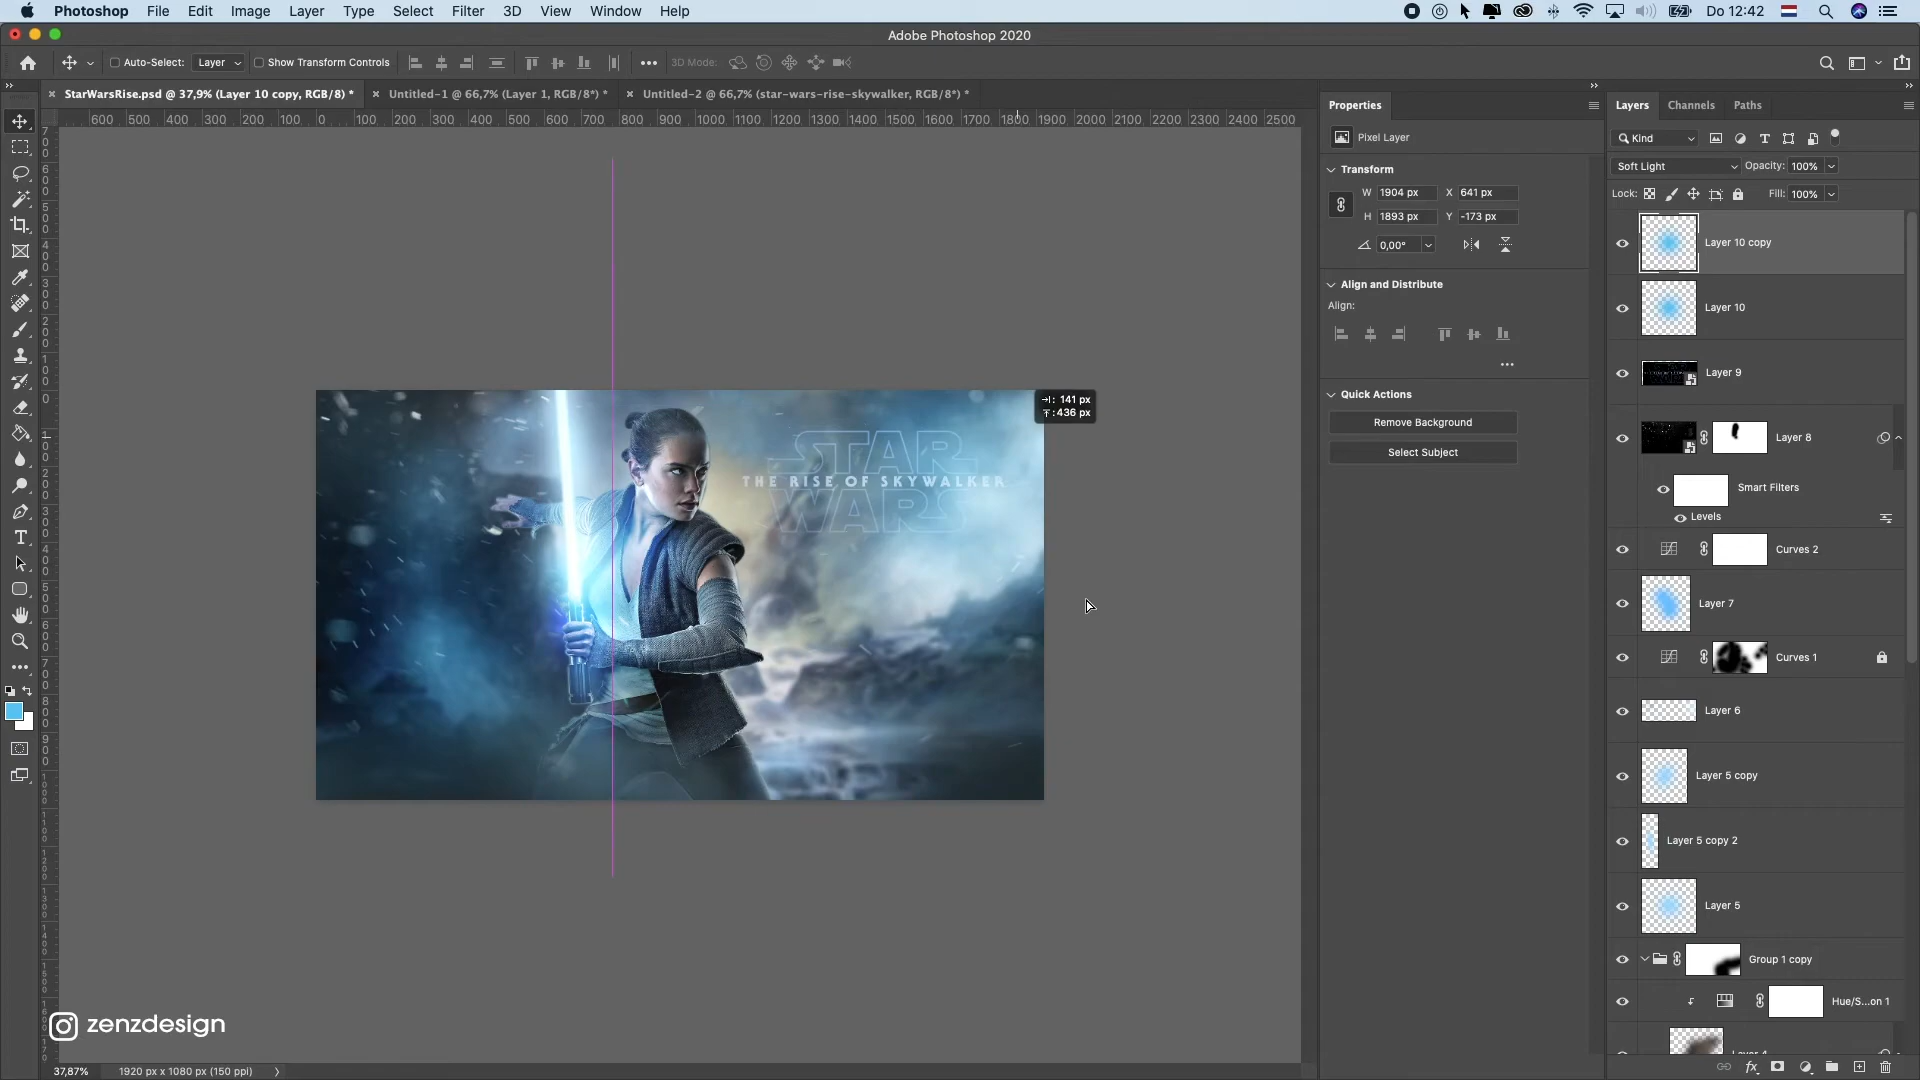 Photoshop File Edit Image Layer Type Select Filter 3D View Window Help Do 12:42
Adobe Photoshop 2020
Auto-Select: Layer Show Transform Controls 3D Mode:
StarWarsRise.psd @ 37,9% (Layer 10 copy, RGB/8) * Untitled-1 @ 66,7% (Layer 1, RGB/8*) * Untitled-2 @ 66,7% (star-wars-rise-skywalker, RGB/8*) *
600 500 400 300 200 100 0 100 200 300 400 500 600 700 800 900 1000 1100 1200 1300 1400 1500 1600 1700 1800 1900 2000 2100 2200 2300 2400 2500
141 px
436 px
STAR
THE RISE OF SKYWALKER
WARS
zenzdesign
37,87% 1920 px x 1080 px (150 ppi)
Properties
Pixel Layer
Transform
W 1904 px X 641 px
H 1893 px Y -173 px
0,00°
Align and Distribute
Align:
Quick Actions
Remove Background
Select Subject
Layers Channels Paths
Kind
Soft Light Opacity: 100%
Lock: Fill: 100%
Layer 10 copy
Layer 10
Layer 9
Layer 8
Smart Filters
Levels
Curves 2
Layer 7
Curves 1
Layer 6
Layer 5 copy
Layer 5 copy 2
Layer 5
Group 1 copy
Hue/S...on 1